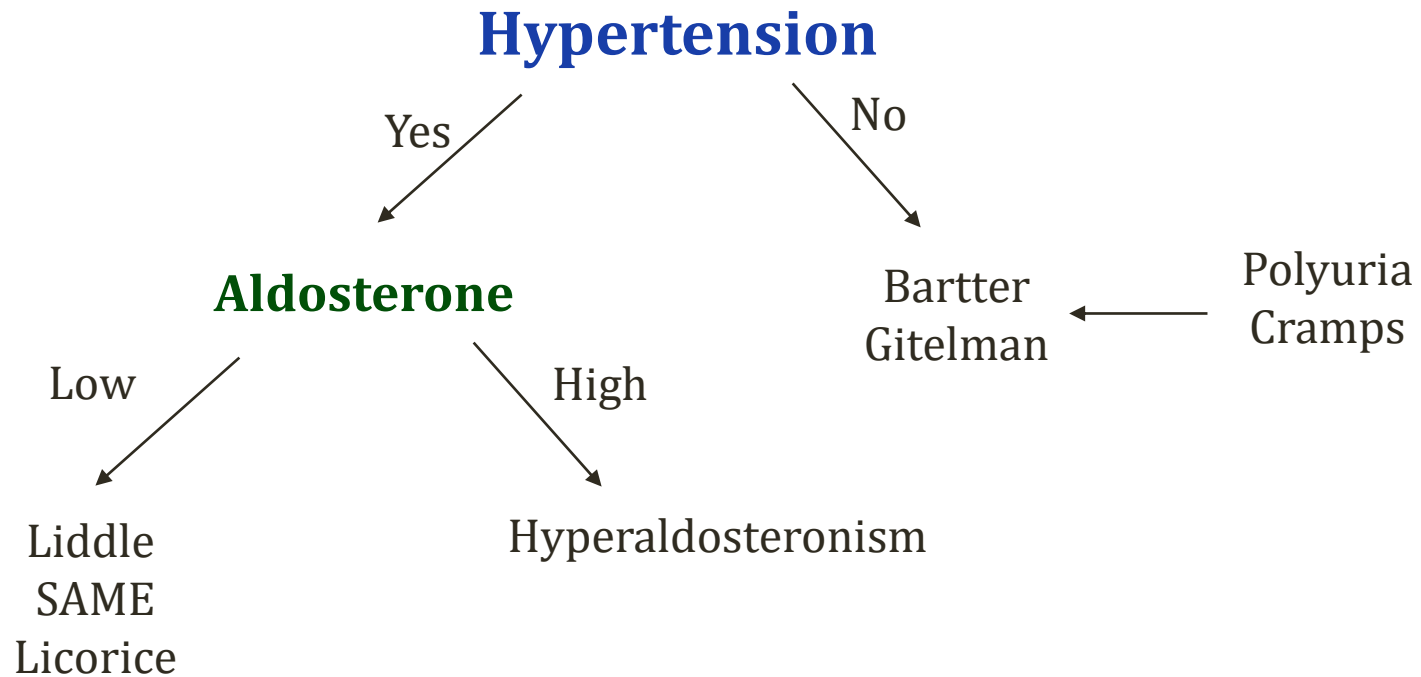 Hypertension
Yes
No
Aldosterone
Bartter
Gitelman
Polyuria
Cramps
Low
High
Liddle
SAME
Licorice
Hyperaldosteronism